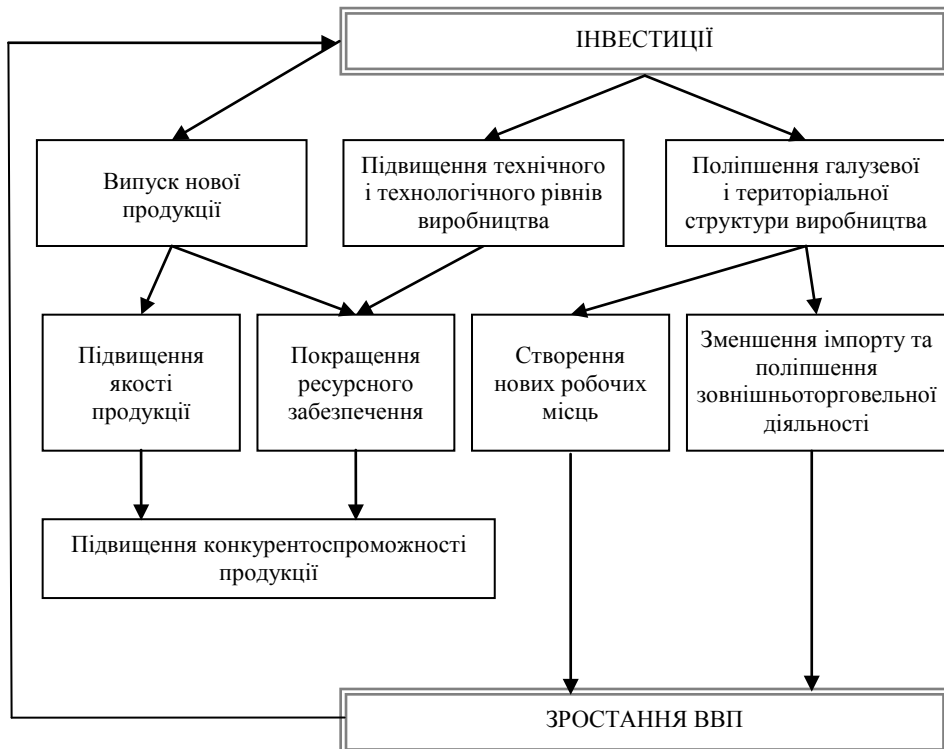 ІНВЕСТИЦІЇ
Випуск нової
продукції
Підвищення технічного
і технологічного рівнів
виробництва
Поліпшення галузевої
і територіальної
структури виробництва
Підвищення
якості
продукції
Покращення
ресурсного
забезпечення
Створення
нових робочих
місць
Зменшення імпорту та
поліпшення
зовнішньоторговельної
діяльності
Підвищення конкурентоспроможності
продукції
ЗРОСТАННЯ ВВП